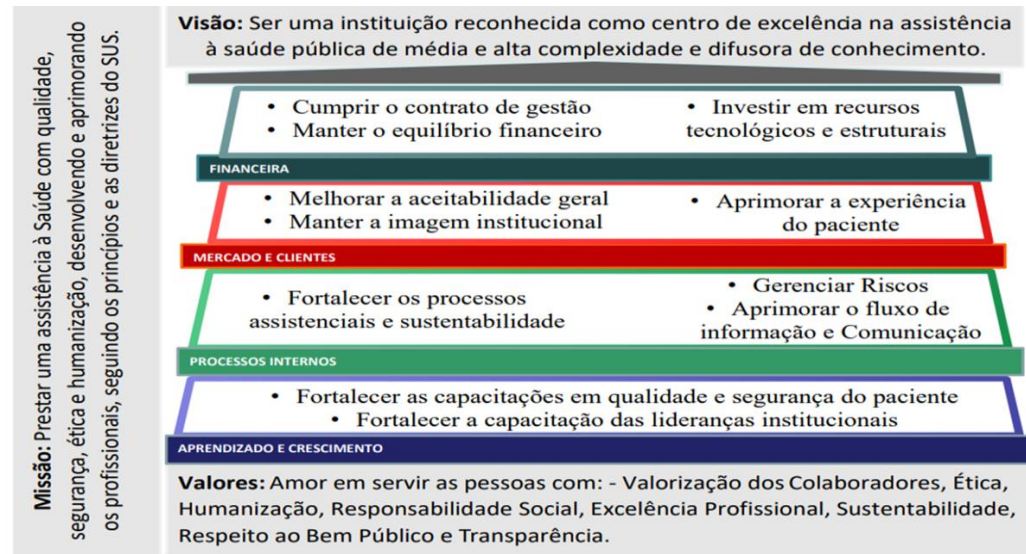 Missão: Prestar uma assistência à Saúde com qualidade,
segurança, ética e humanização, desenvolvendo e aprimorando
os profissionais, seguindo os princípios e as diretrizes do SUS.
Visão: Ser uma instituição reconhecida como centro de excelência na assistência
à saúde pública de média e alta complexidade e difusora de conhecimento.
• Cumprir o contrato de gestão
• Manter o equilíbrio financeiro
• Investir em recursos
tecnológicos e estruturais
FINANCEIRA
• Melhorar a aceitabilidade geral
• Manter a imagem institucional
• Aprimorar a experiência
do paciente
MERCADO E CLIENTES
• Fortalecer os processos
assistenciais e sustentabilidade
• Gerenciar Riscos
• Aprimorar o fluxo de
informação e Comunicação
PROCESSOS INTERNOS
• Fortalecer as capacitações em qualidade e segurança do paciente
• Fortalecer a capacitação das lideranças institucionais
APRENDIZADO E CRESCIMENTO
Valores: Amor em servir as pessoas com: - Valorização dos Colaboradores, Ética,
Humanização, Responsabilidade Social, Excelência Profissional, Sustentabilidade,
Respeito ao Bem Público e Transparência.